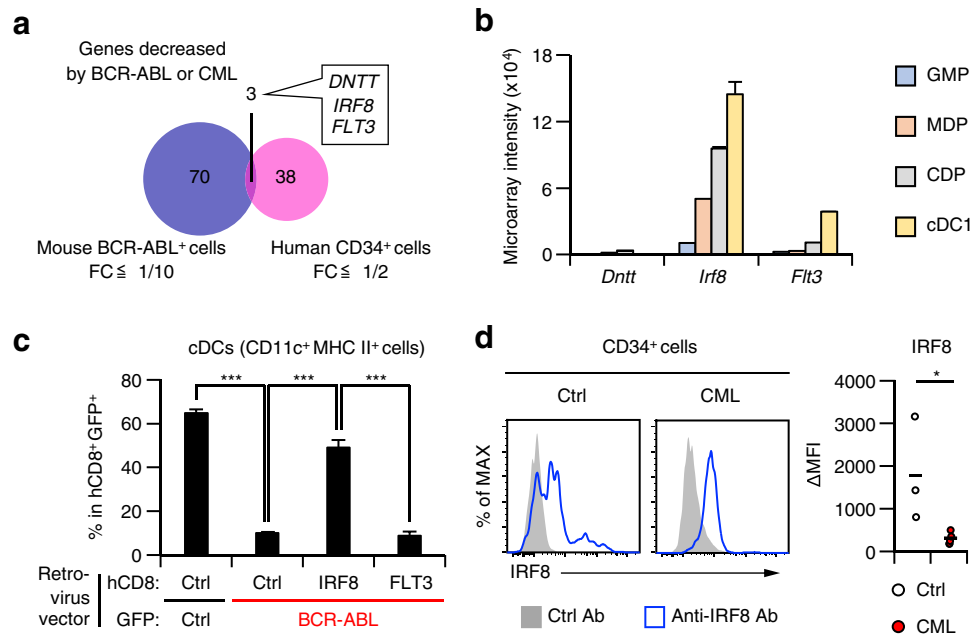 a
Genes decreased
by BCR-ABL or CML
3
DNTT
IRF8
FLT3
70
38
Mouse BCR-ABL+ cells
FC≦ 1/10
Human CD34+ cells
FC≦ 1/2
b
Microarray intensity (x10⁴)
18
12
6
0
Dntt
Irf8
Flt3
GMP
MDP
CDP
cDC1
c
cDCs (CD11c+ MHC II+ cells)
% in hCD8+ GFP+
80
60
40
20
0
***
***
***
Retro-
virus
vector
hCD8: Ctrl Ctrl IRF8 FLT3
GFP: Ctrl BCR-ABL
d
CD34+ cells
Ctrl
CML
% of MAX
IRF8
Ctrl Ab
Anti-IRF8 Ab
IRF8
*
ΔMFI
4000
3000
2000
1000
0
Ctrl
CML